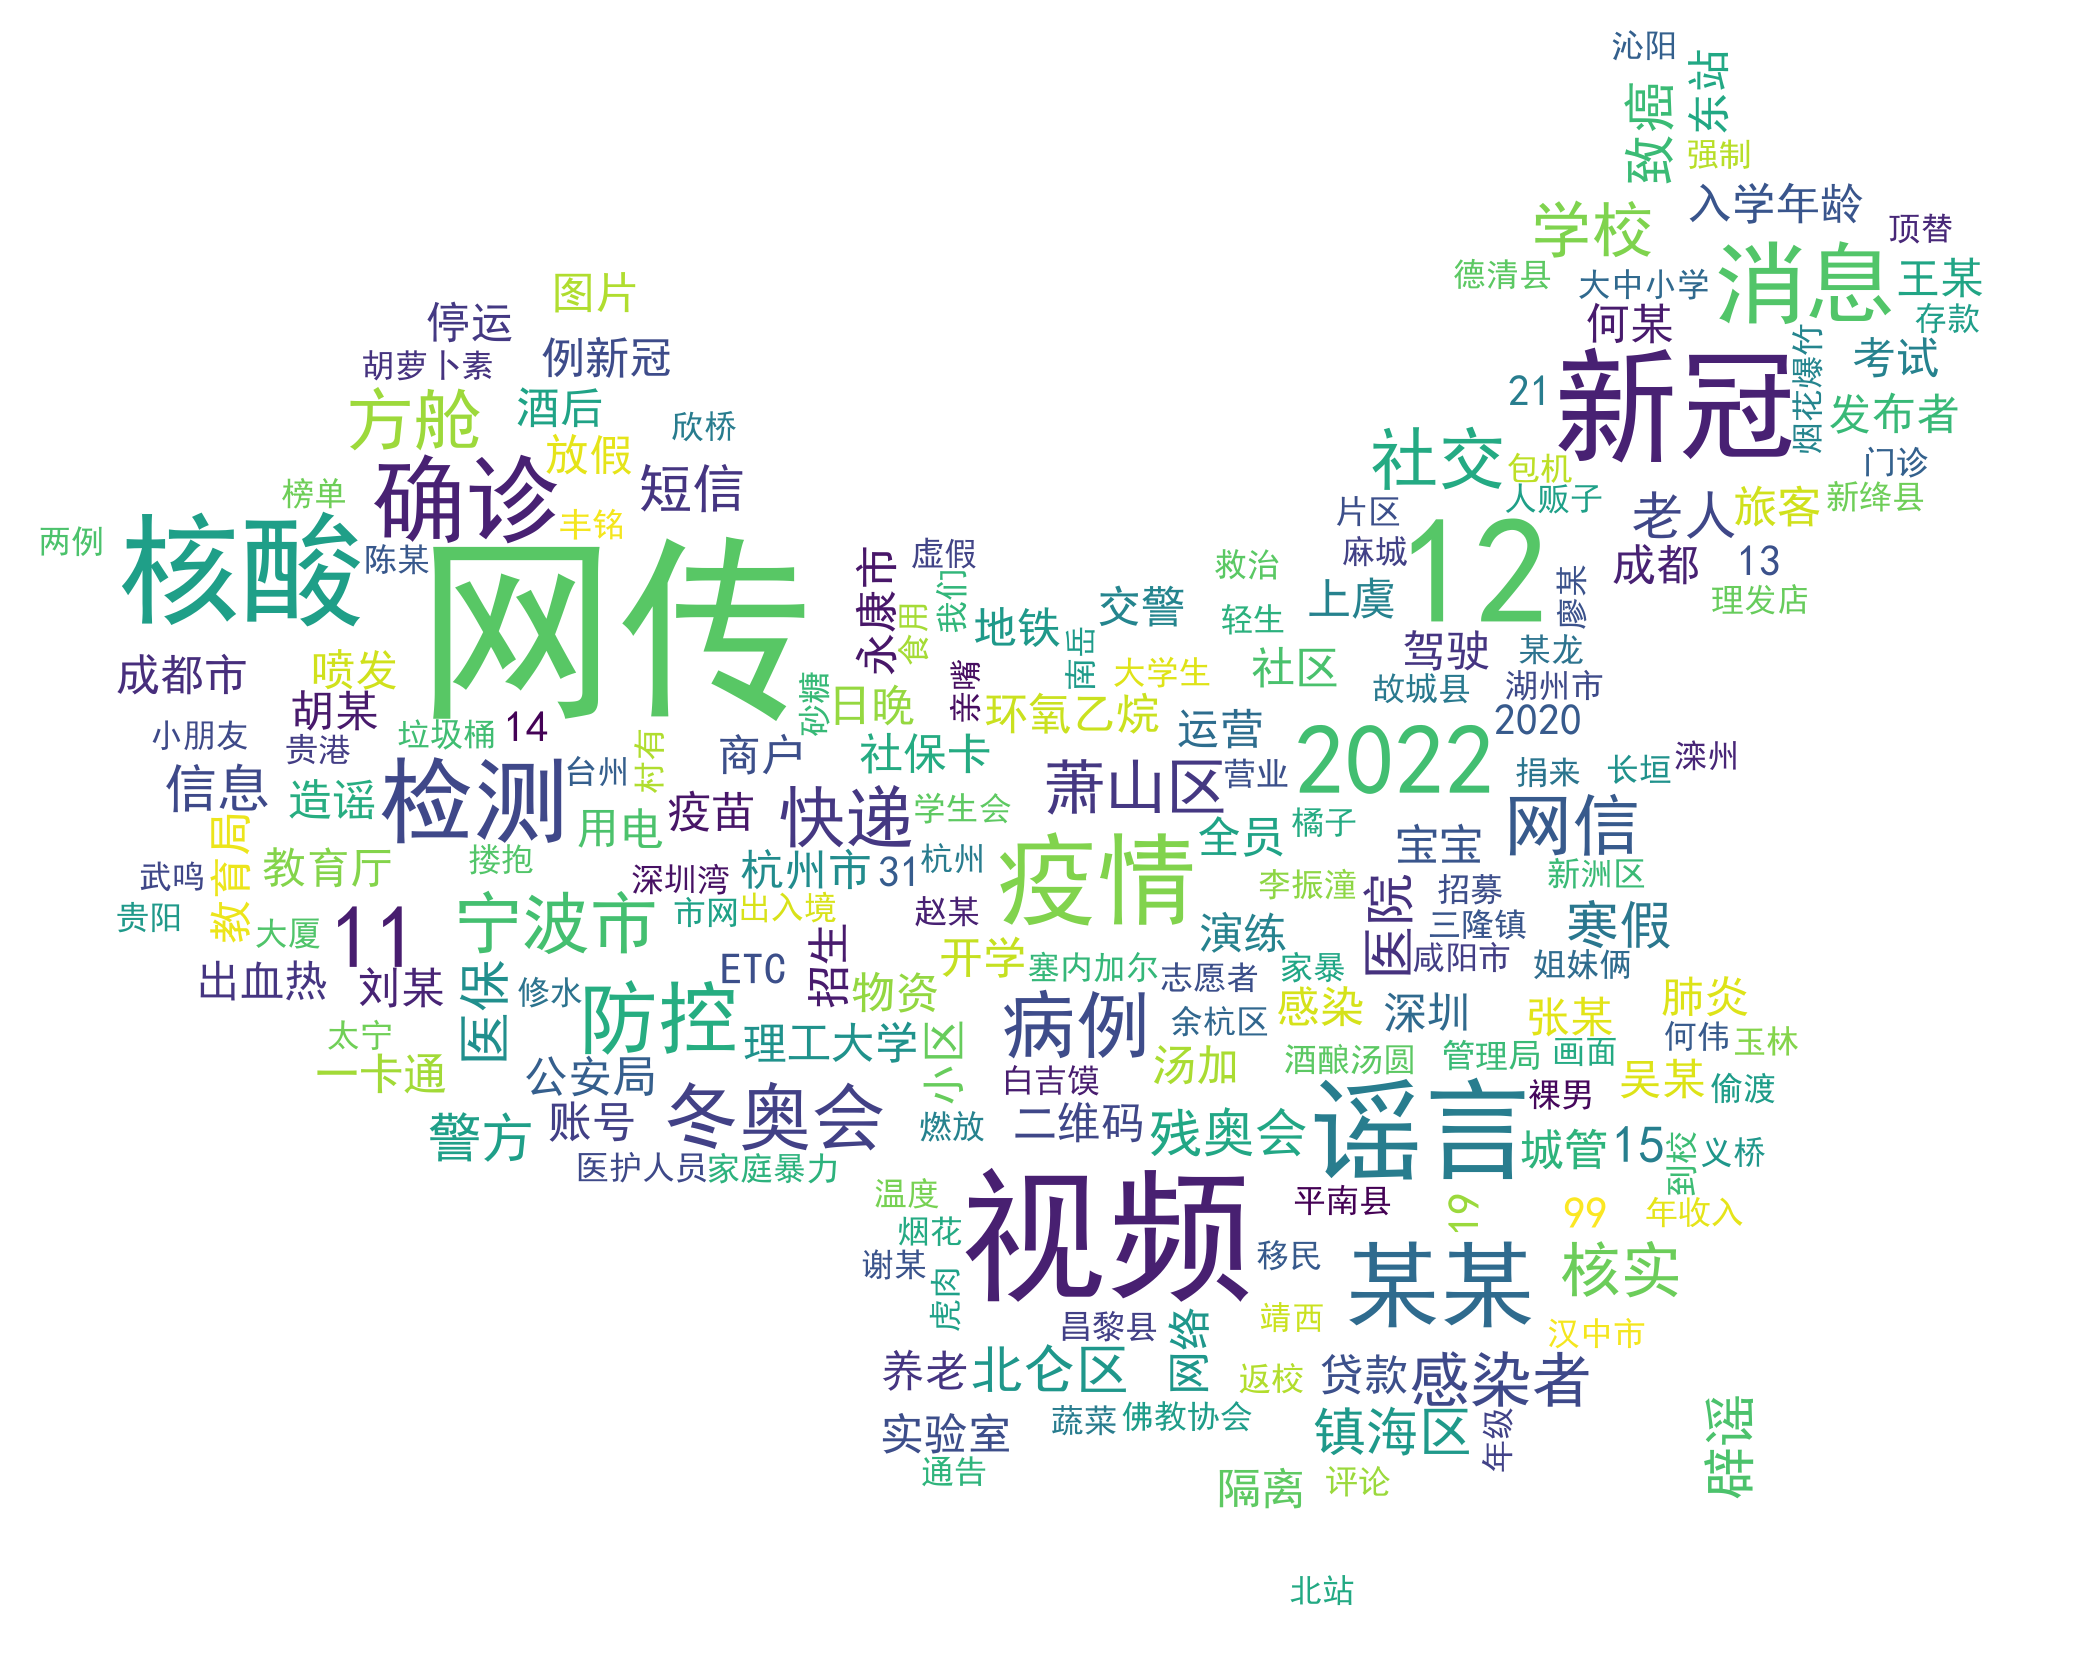 沁阳
东站
致癌
强制
入学年龄
学校
顶替
消息
德清县
大中小学
王某
何某
存款
图片
停运
烟花爆竹
考试
例新冠
胡萝卜素
新冠
21
酒后
发布者
方舱
欣桥
社交
放假
门诊
包机
确诊
短信
榜单
人贩子
老人
旅客
新绛县
片区
核酸
丰铭
两例
陈某
网传
永康市
虚假
救治
麻城
12
成都
13
我们
食用
地铁
交警
轻生
上虞
廖某
理发店
南岳
驾驶
某龙
成都市
喷发
亲嘴
大学生
社区
故城县
湖州市
胡某
砂糖
日晚
环氧乙烷
小朋友
贵港
垃圾桶
14
村有
商户
社保卡
运营
2022
2020
滦州
信息
造谣
检测
台州
疫苗
快递
萧山区
营业
捐来
长垣
用电
学生会
全员
橘子
网信
教育局
教育厅
搂抱
杭州市
31
杭州
疫情
宝宝
武鸣
深圳湾
李振潼
招募
新洲区
贵阳
大厦
11
宁波市
市网
出入境
赵某
演练
医院
三隆镇
寒假
招生
开学
出血热
刘某
医保
修水
ETC
物资
塞内加尔
志愿者
家暴
咸阳市
姐妹俩
太宁
防控
理工大学
小区
病例
余杭区
感染
深圳
张某
肺炎
何伟
玉林
一卡通
公安局
白吉馍
汤加
酒酿汤圆
管理局
画面
吴某
偷渡
警方
账号
冬奥会
燃放
二维码
残奥会
谣言
裸男
城管
15
到校
义桥
医护人员
家庭暴力
温度
视频
平南县
19
99
年收入
烟花
谢某
移民
某某
核实
虎肉
昌黎县
网络
靖西
汉中市
养老
北仑区
返校
贷款
感染者
实验室
蔬菜
佛教协会
镇海区
年级
辟谣
通告
隔离
评论
北站